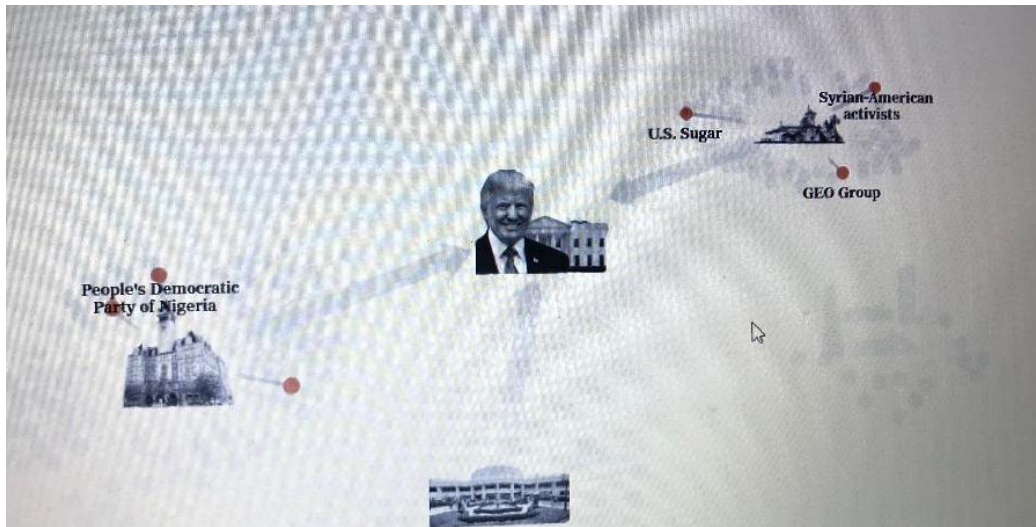 Syrian-American
activists
U.S. Sugar
GEO Group
People's Democratic
Party of Nigeria